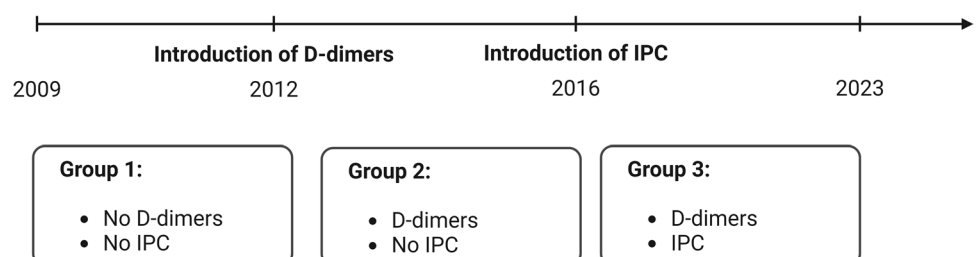 Introduction of D-dimers
Introduction of IPC
2009
2012
2016
2023
Group 1:
• No D-dimers
• No IPC
Group 2:
• D-dimers
• No IPC
Group 3:
• D-dimers
• IPC